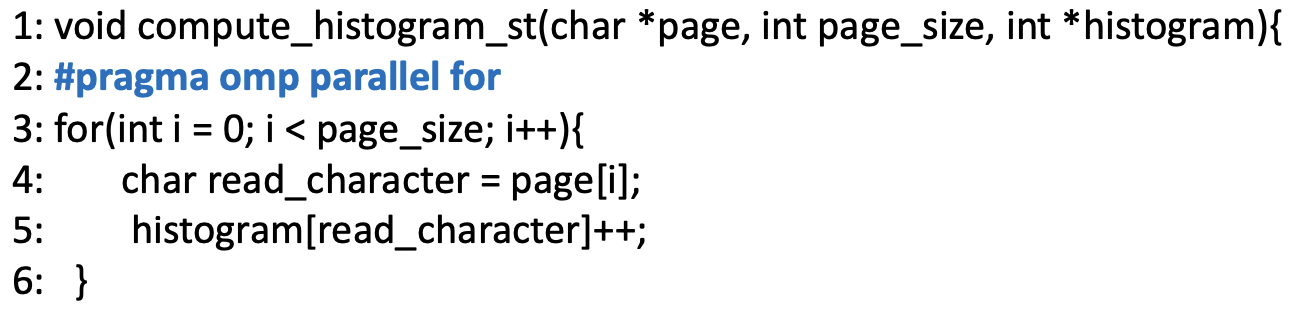 1: void compute_histogram_st(char *page, int page_size, int *histogram){
2: #pragma omp parallel for
3: for(int i = 0; i < page_size; i++){
4: char read_character = page[i];
5: histogram[read_character]++;
6: }